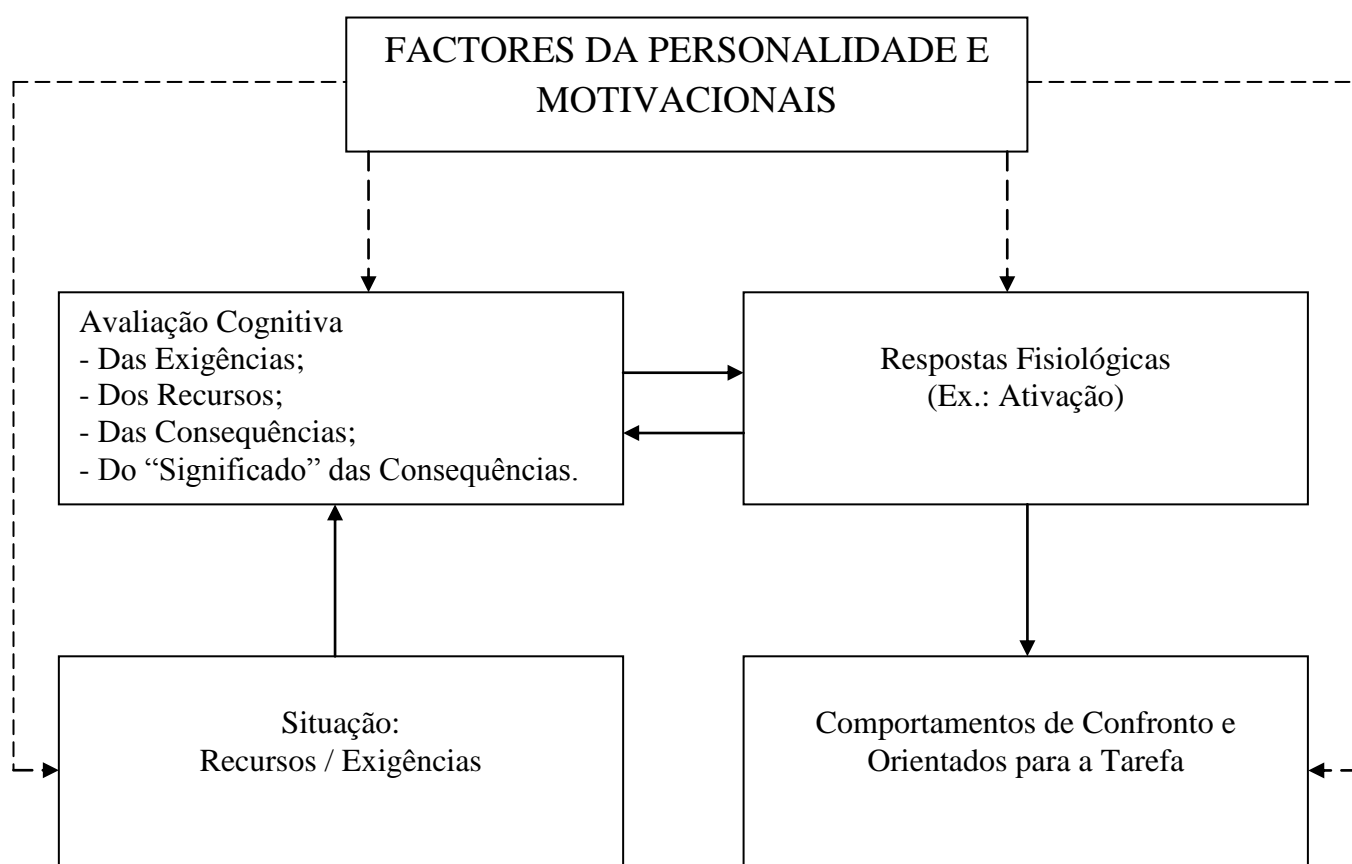 FACTORES DA PERSONALIDADE E
MOTIVACIONAIS
Avaliação Cognitiva
- Das Exigências;
- Dos Recursos;
- Das Consequências;
- Do “Significado” das Consequências.
Respostas Fisiológicas
(Ex.: Ativação)
Situação:
Recursos / Exigências
Comportamentos de Confronto e
Orientados para a Tarefa